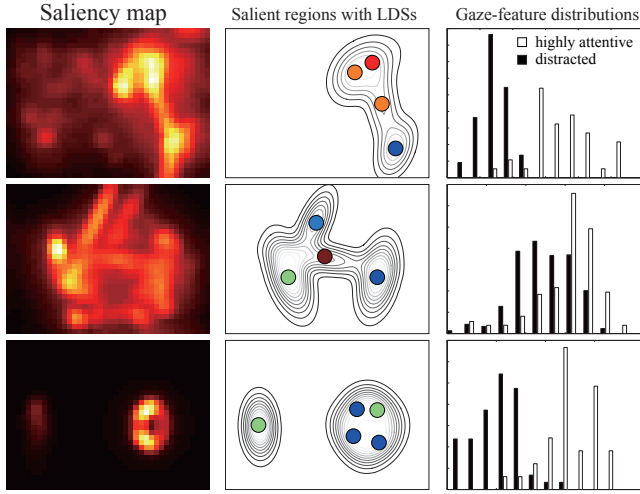 Saliency map
Salient regions with LDSs
Gaze-feature distributions
highly attentive
distracted